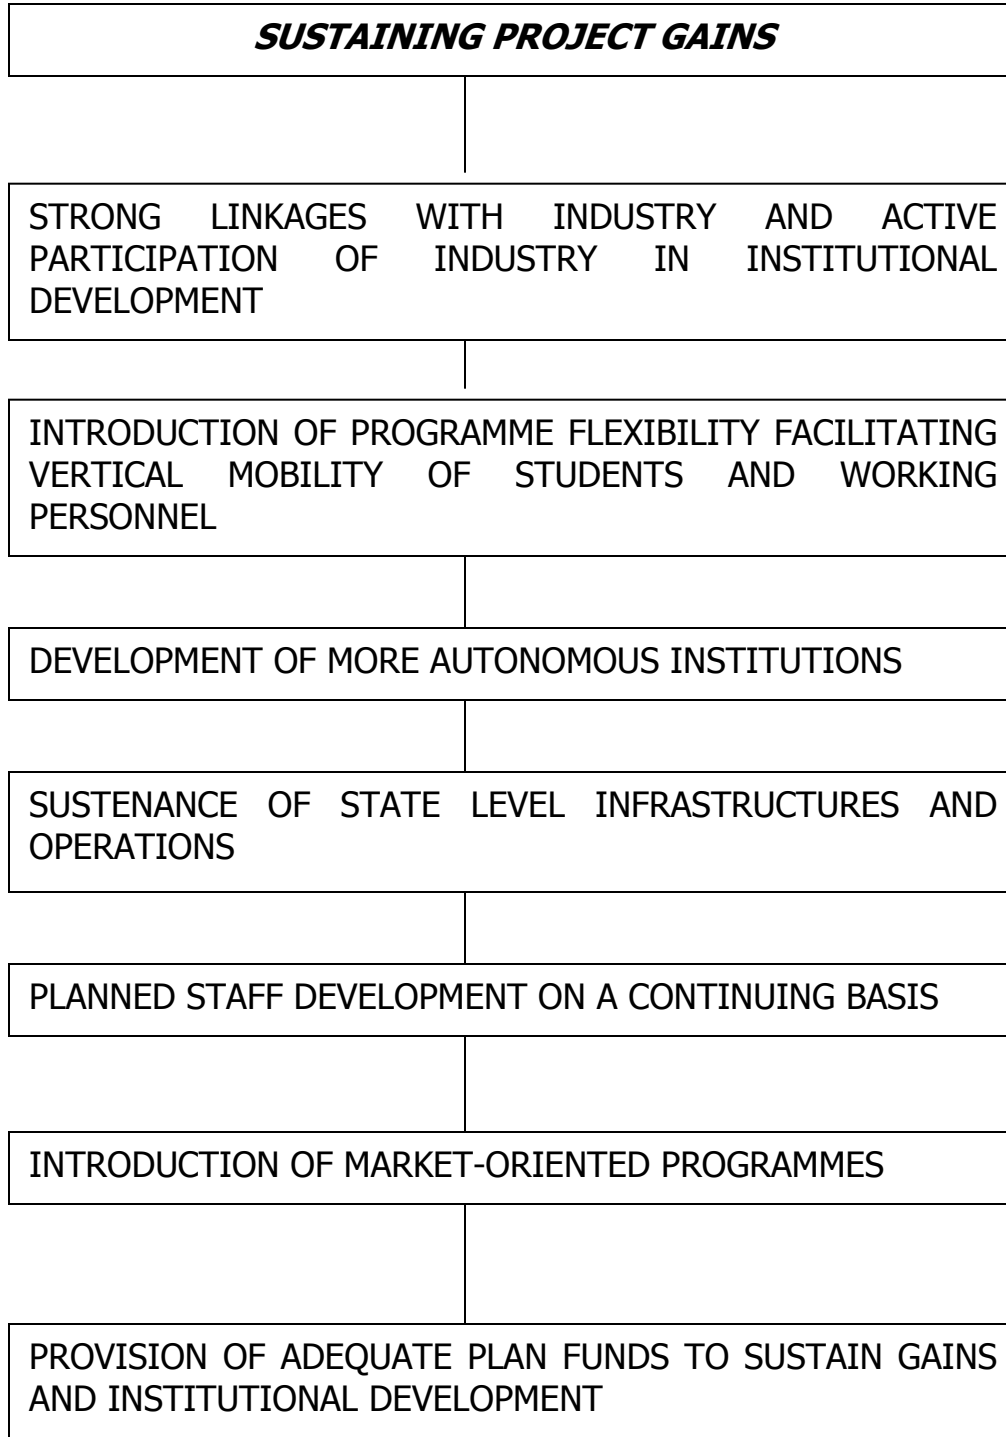 SUSTAINING PROJECT GAINS
STRONG LINKAGES WITH INDUSTRY AND ACTIVE
PARTICIPATION OF INDUSTRY IN INSTITUTIONAL
DEVELOPMENT
INTRODUCTION OF PROGRAMME FLEXIBILITY FACILITATING
VERTICAL MOBILITY OF STUDENTS AND WORKING
PERSONNEL
DEVELOPMENT OF MORE AUTONOMOUS INSTITUTIONS
SUSTENANCE OF STATE LEVEL INFRASTRUCTURES AND
OPERATIONS
PLANNED STAFF DEVELOPMENT ON A CONTINUING BASIS
INTRODUCTION OF MARKET-ORIENTED PROGRAMMES
PROVISION OF ADEQUATE PLAN FUNDS TO SUSTAIN GAINS
AND INSTITUTIONAL DEVELOPMENT